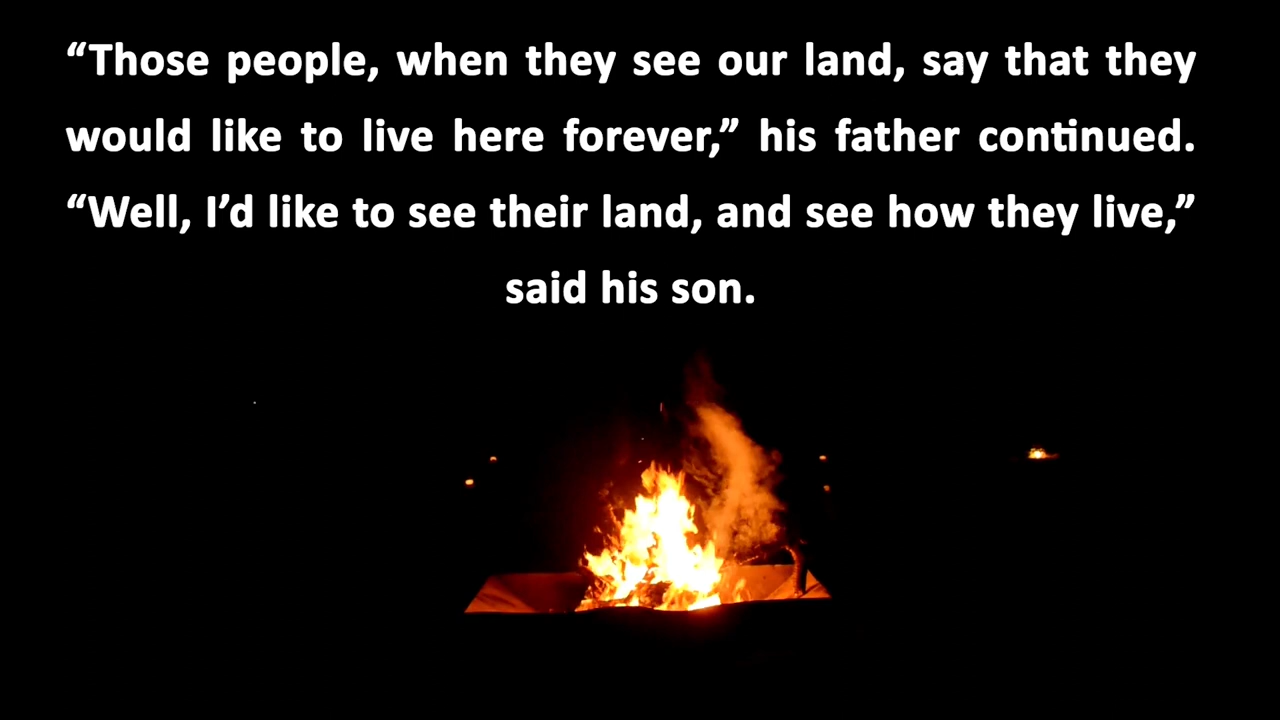 “Those people, when they see our land, say that they
would like to live here forever,” his father continued.
“Well, I’d like to see their land, and see how they live,”
said his son.